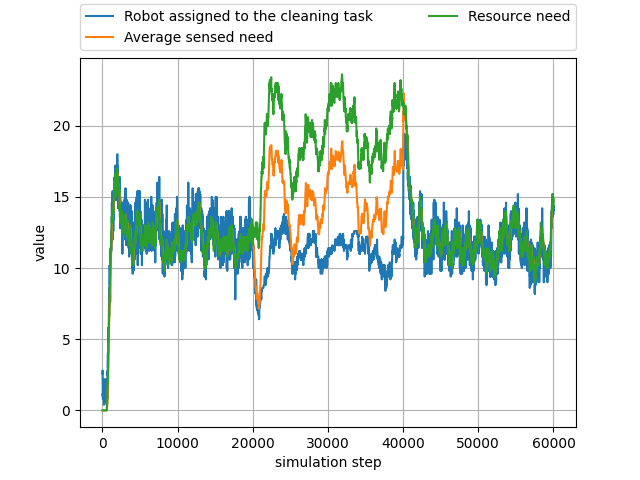 Robot assigned to the cleaning task
Average sensed need
Resource need
20
15
10
5
0
value
0 10000 20000 30000 40000 50000 60000
simulation step